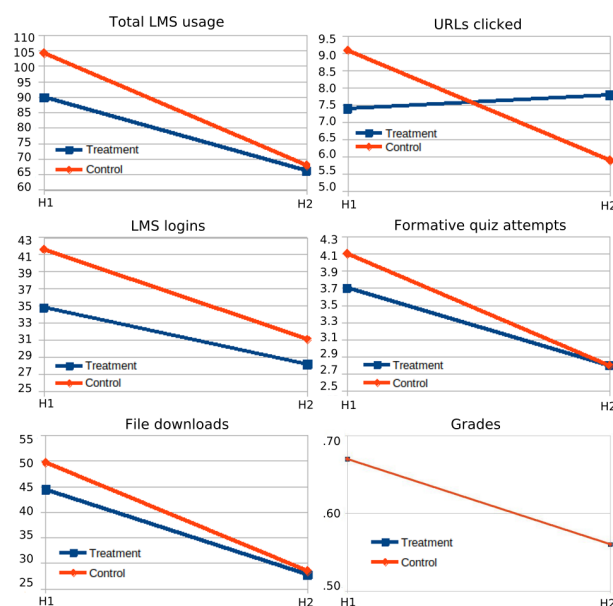 Total LMS usage
110
105
100
95
90
85
80
75
70
65
60
Treatment
Control
H1
H2
URLs clicked
9.5
9.0
8.5
8.0
7.5
7.0
6.5
6.0
5.5
5.0
Treatment
Control
H1
H2
LMS logins
43
41
39
37
35
33
31
29
27
25
Treatment
Control
H1
H2
Formative quiz attempts
4.3
4.1
3.9
3.7
3.5
3.3
3.1
2.9
2.7
2.5
Treatment
Control
H1
H2
File downloads
55
50
45
40
35
30
25
Treatment
Control
H1
H2
Grades
.70
.60
.50
Treatment
Control
H1
H2